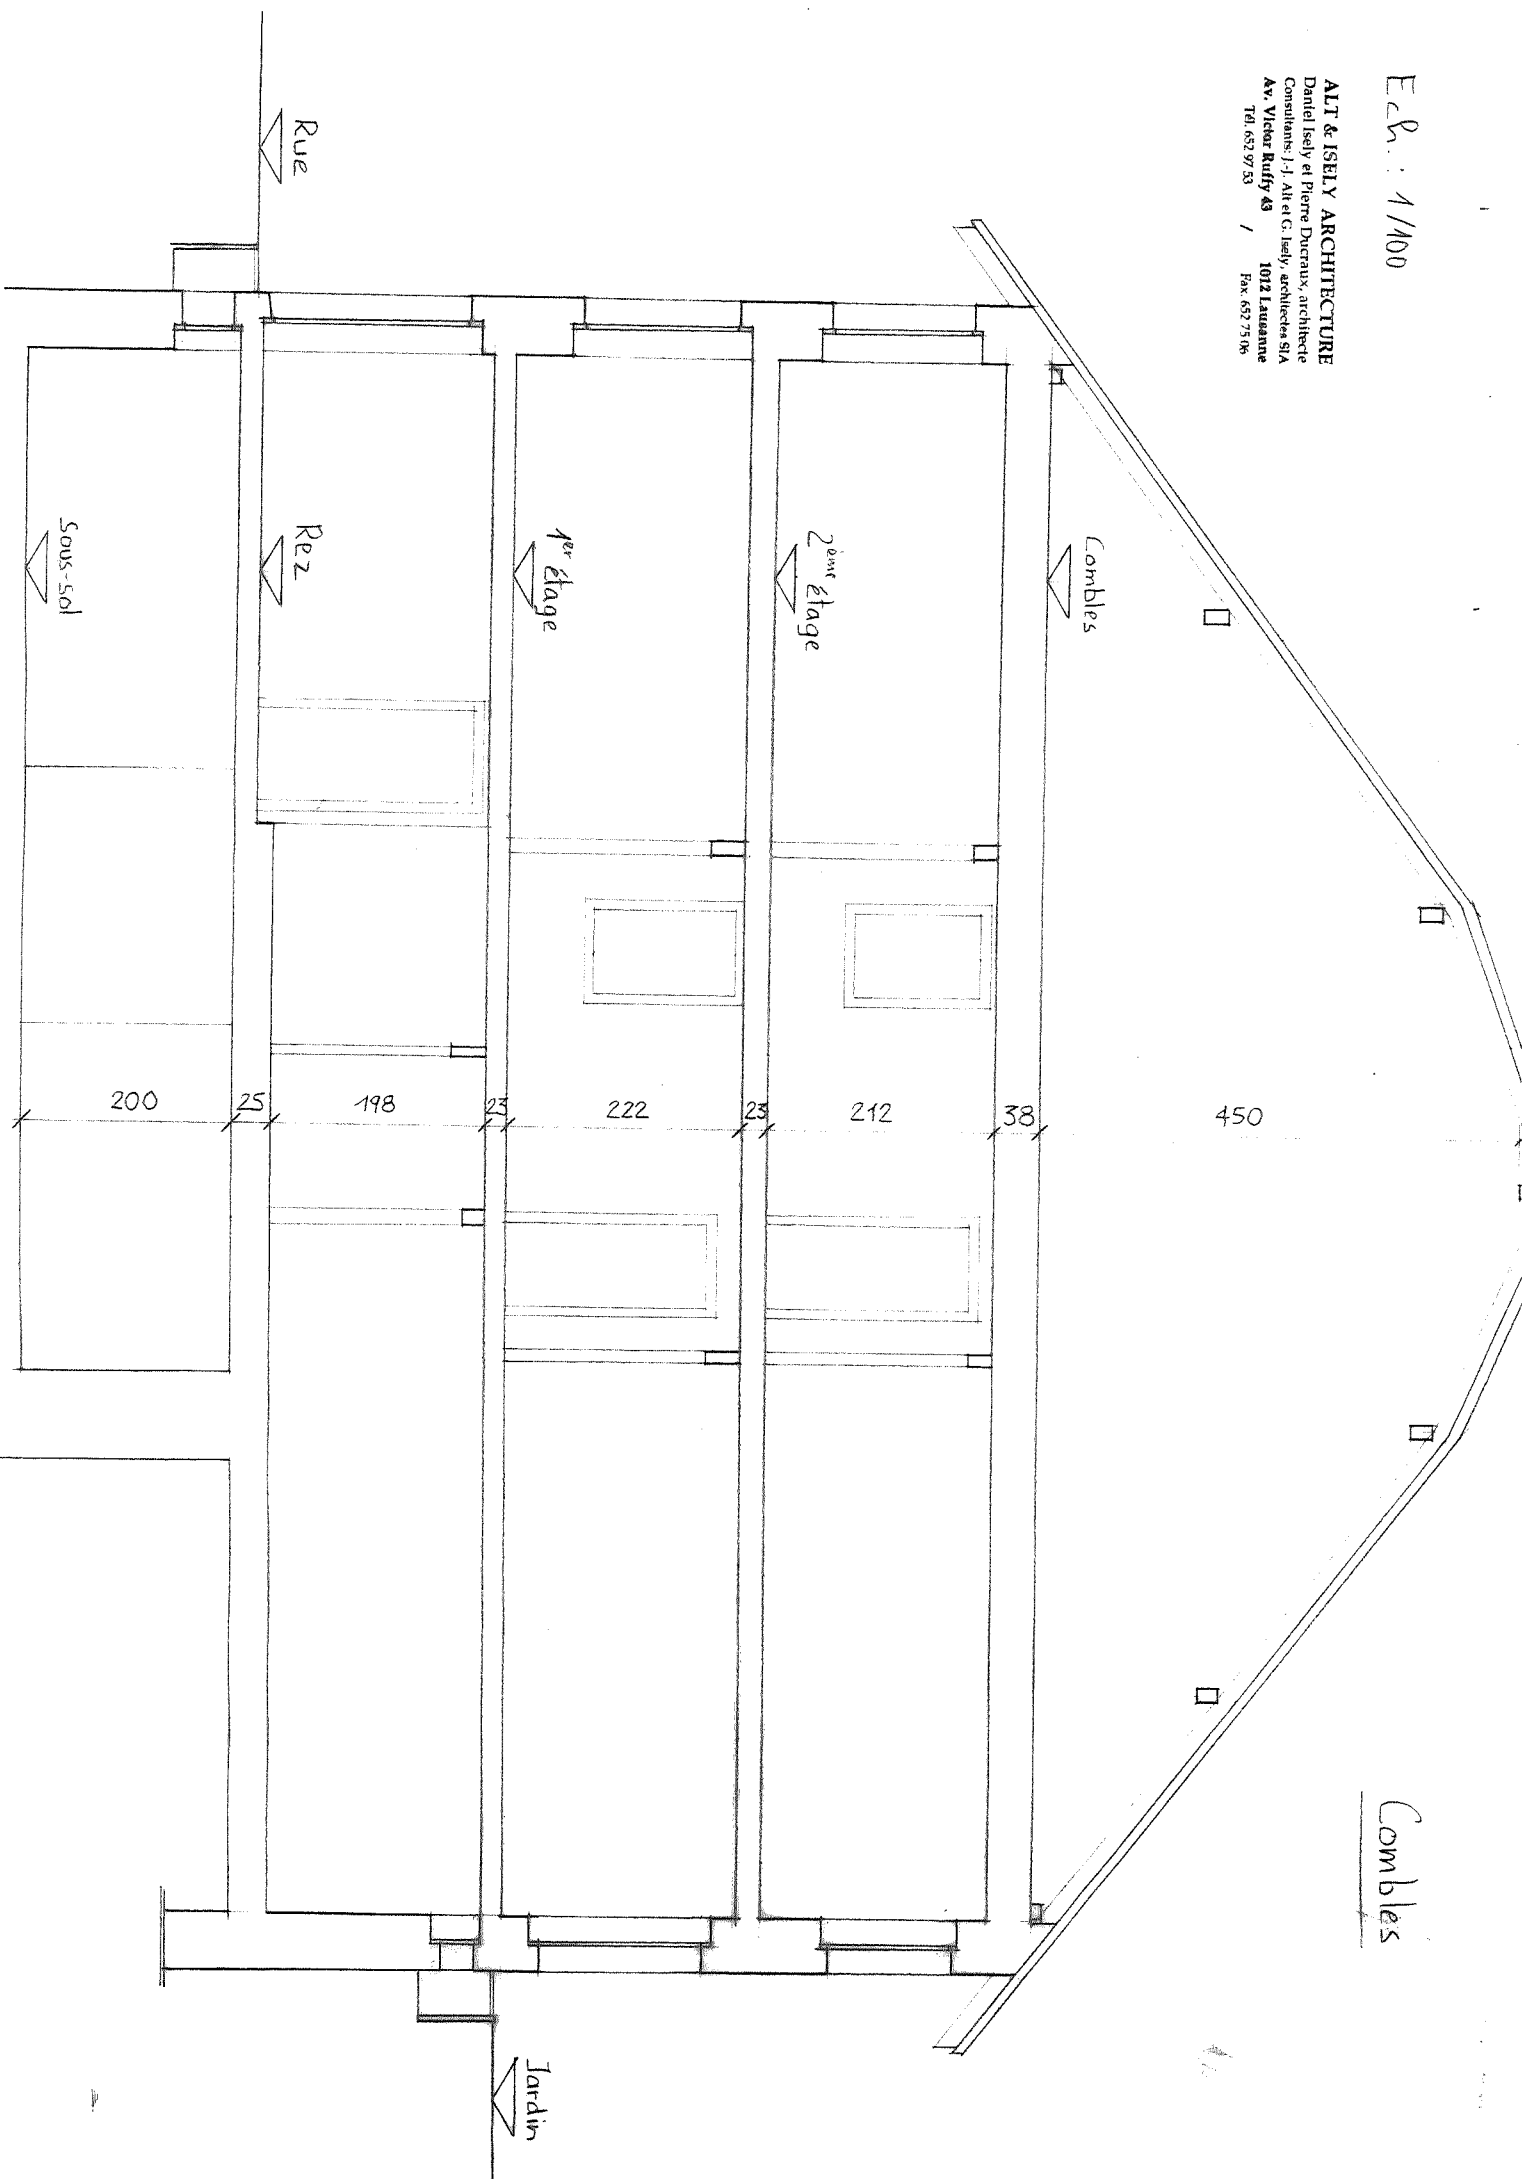 Ech. : 1/100
ALT & ISELY ARCHITECTURE
Daniel Isely et Pierre Ducraux, architecte
Consultants: J.-J. Alt et G. Isely, architectes SIA
Av. Victor Ruffy 43 1012 Lausanne
Tél. 652 97 53 / Fax. 652 75 06
Combles
Combles
2ème étage
1er étage
Rez
Sous-sol
Rue
Jardin
200
25
198
23
222
23
212
38
450